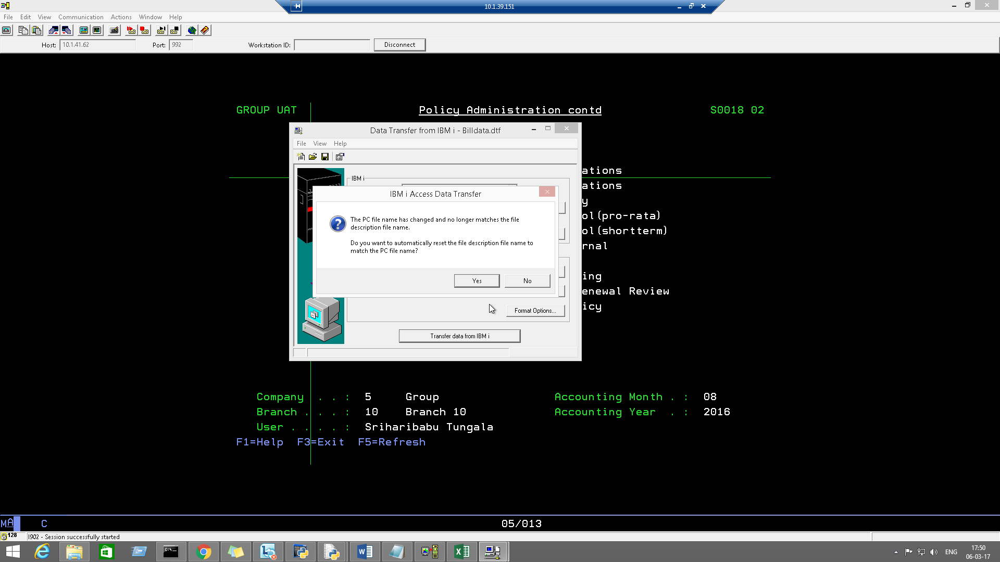 10.1.39.151
File Edit View Communication Actions Window Help
Host: 10.1.41.62 Port: 992 Workstation ID: Disconnect
GROUP UAT Policy Administration contd S0018 02
Data Transfer from IBM i - Billdata.dtf
File View Help
IBM i
ations
ations
y
ol(pro-rata)
ol(shortterm)
rnal
ing
enewal Review
icy
IBM i Access Data Transfer
The PC file name has changed and no longer matches the file
description file name.
Do you want to automatically reset the file description file name to
match the PC file name?
Yes No
Format Options...
Transfer data from IBM i
Company . . : 5 Group Accounting Month . : 08
Branch . . . : 10 Branch 10 Accounting Year . : 2016
User . . . . : Sriharibabu Tungala
F1=Help F3=Exit F5=Refresh
MA C 05/013
128 I902 - Session successfully started
C:\_
ENG
17:50
06-03-17